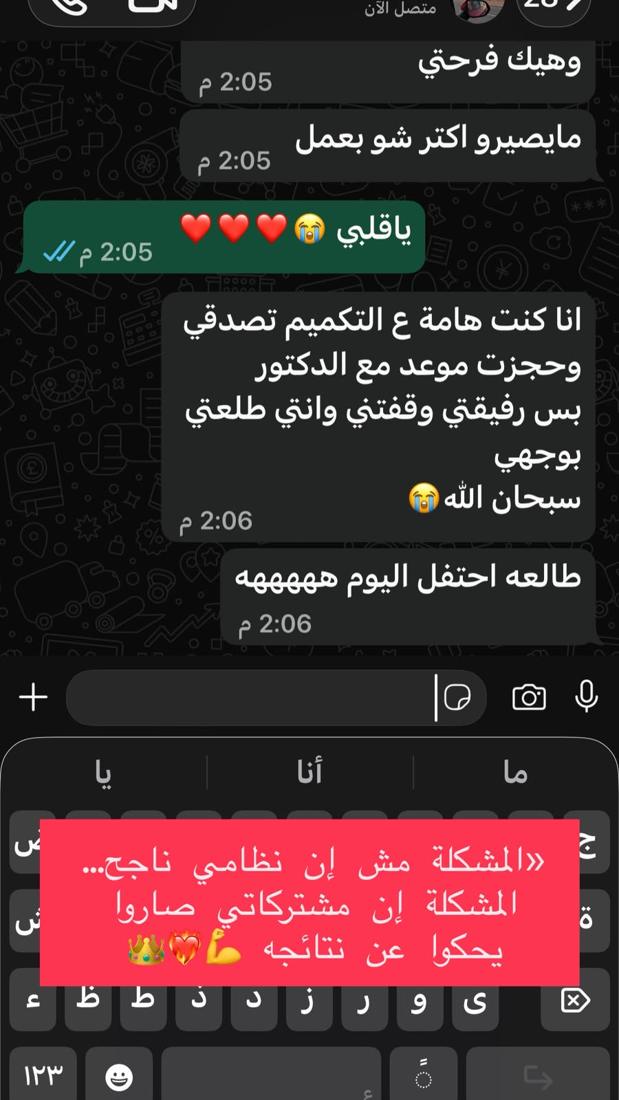 متصل الآن
28
وهيك فرحتي
2:05 م
مايصيرو اكتر شو بعمل
2:05 م
ياقلبي 😭❤️❤️❤️
2:05 م
انا كنت هامة ع التكميم تصدقي
وحجزت موعد مع الدكتور
بس رفيقتي وقفتني وانتي طلعتي
بوجهي
سبحان الله😭
2:06 م
طالعه احتفل اليوم هههههه
2:06 م
ما أنا يا
ج ض
«المشكلة مش إن نظامي ناجح...
المشكلة إن مشتركاتي صاروا
يحكوا عن نتائجه 💪❤️‍🔥👑
ة ش
ى و ر ز د ذ ط ظ ء
١٢٣